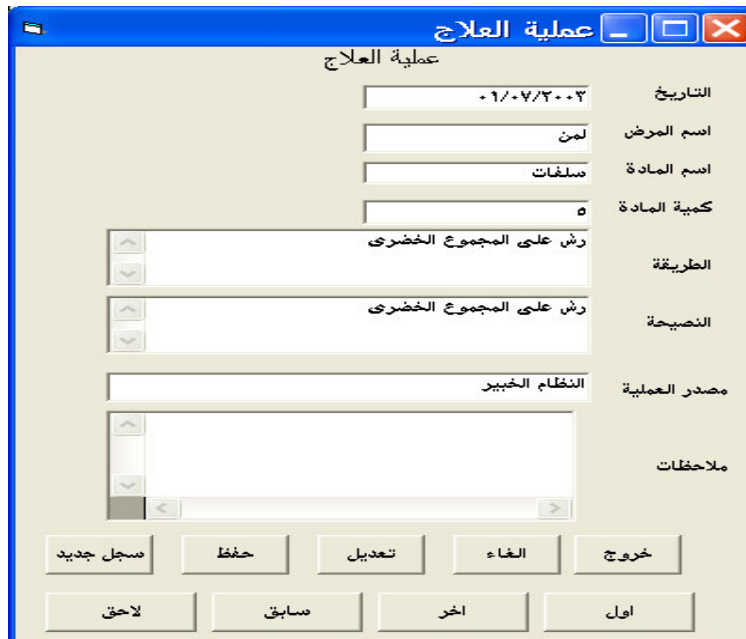 عملية العلاج
عملية العلاج
التاريخ ٠١/٠٧/٢٠٠٣
اسم المرض لمن
اسم المادة سلفات
كمية المادة ٥
الطريقة رش على المجموع الخضرى
النصيحة رش على المجموع الخضرى
مصدر العملية النظام الخبير
ملاحظات
خروج الغاء تعديل حفظ سجل جديد
اول اخر سابق لاحق